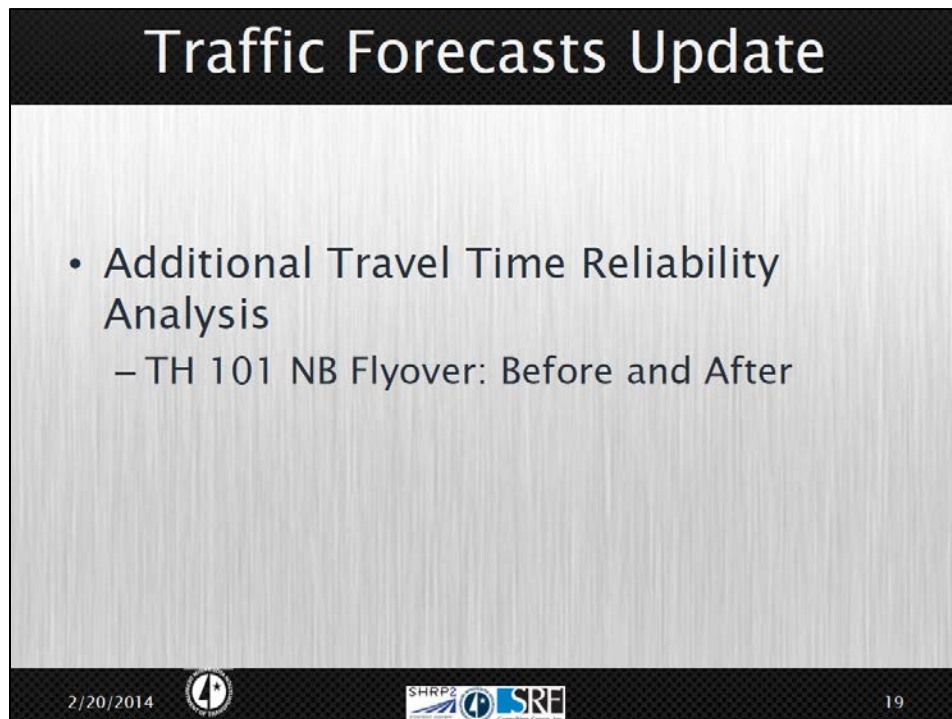 Traffic Forecasts Update
• Additional Travel Time Reliability
Analysis
– TH 101 NB Flyover: Before and After
2/20/2014
SHRP2
SRF
19